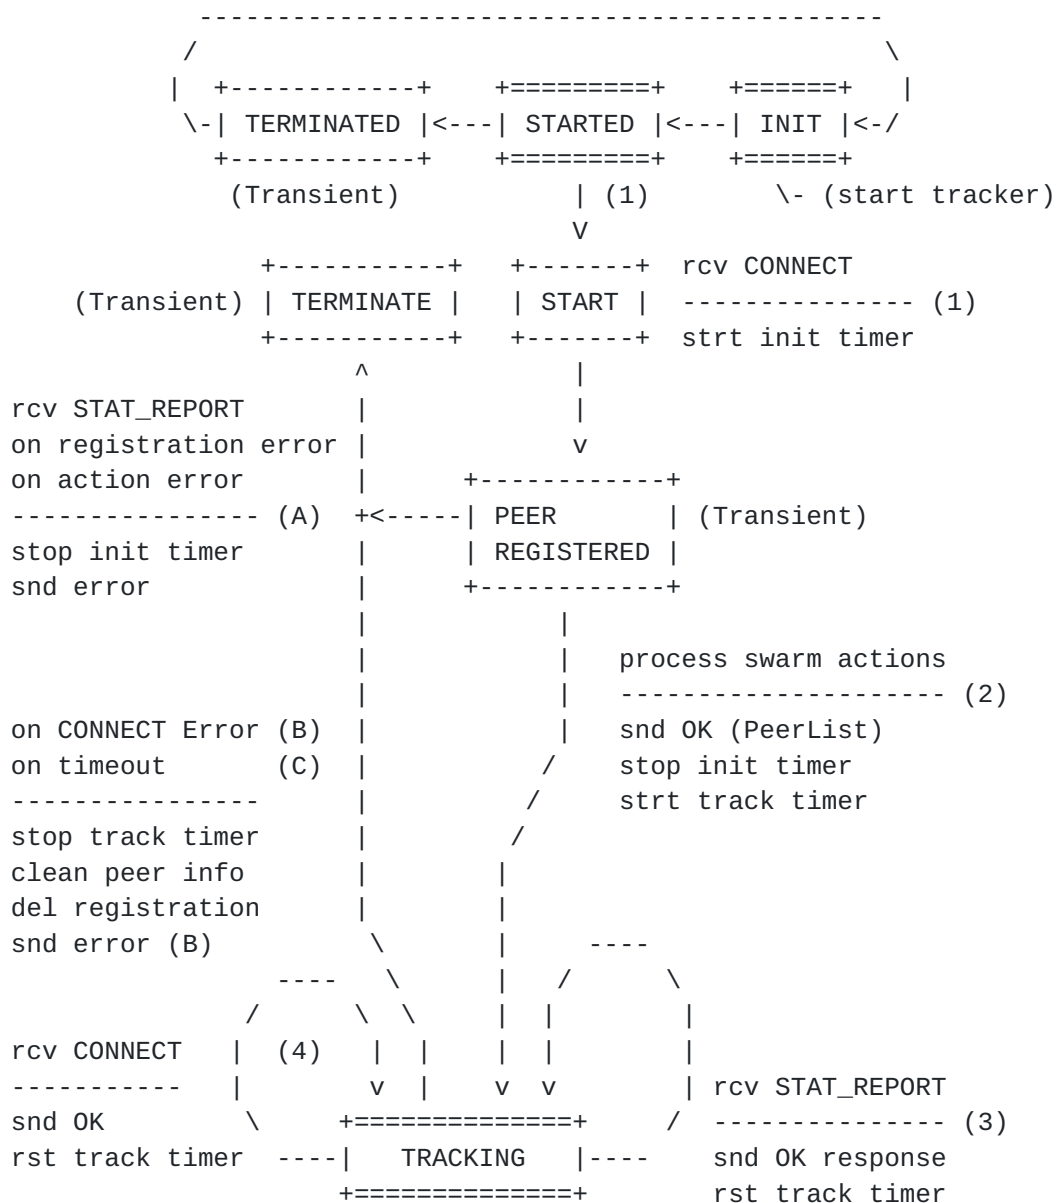 TERMINATED STARTED INIT
(Transient) (1) \- (start tracker)
rcv CONNECT
(Transient) TERMINATE START --------------- (1)
strt init timer
rcv STAT_REPORT
on registration error
on action error
---------------- (A) PEER (Transient)
stop init timer REGISTERED
snd error
process swarm actions
--------------------- (2)
on CONNECT Error (B) snd OK (PeerList)
on timeout (C) stop init timer
---------------- strt track timer
stop track timer
clean peer info
del registration
snd error (B)
rcv CONNECT (4)
----------- rcv STAT_REPORT
snd OK --------------- (3)
rst track timer TRACKING snd OK response
rst track timer